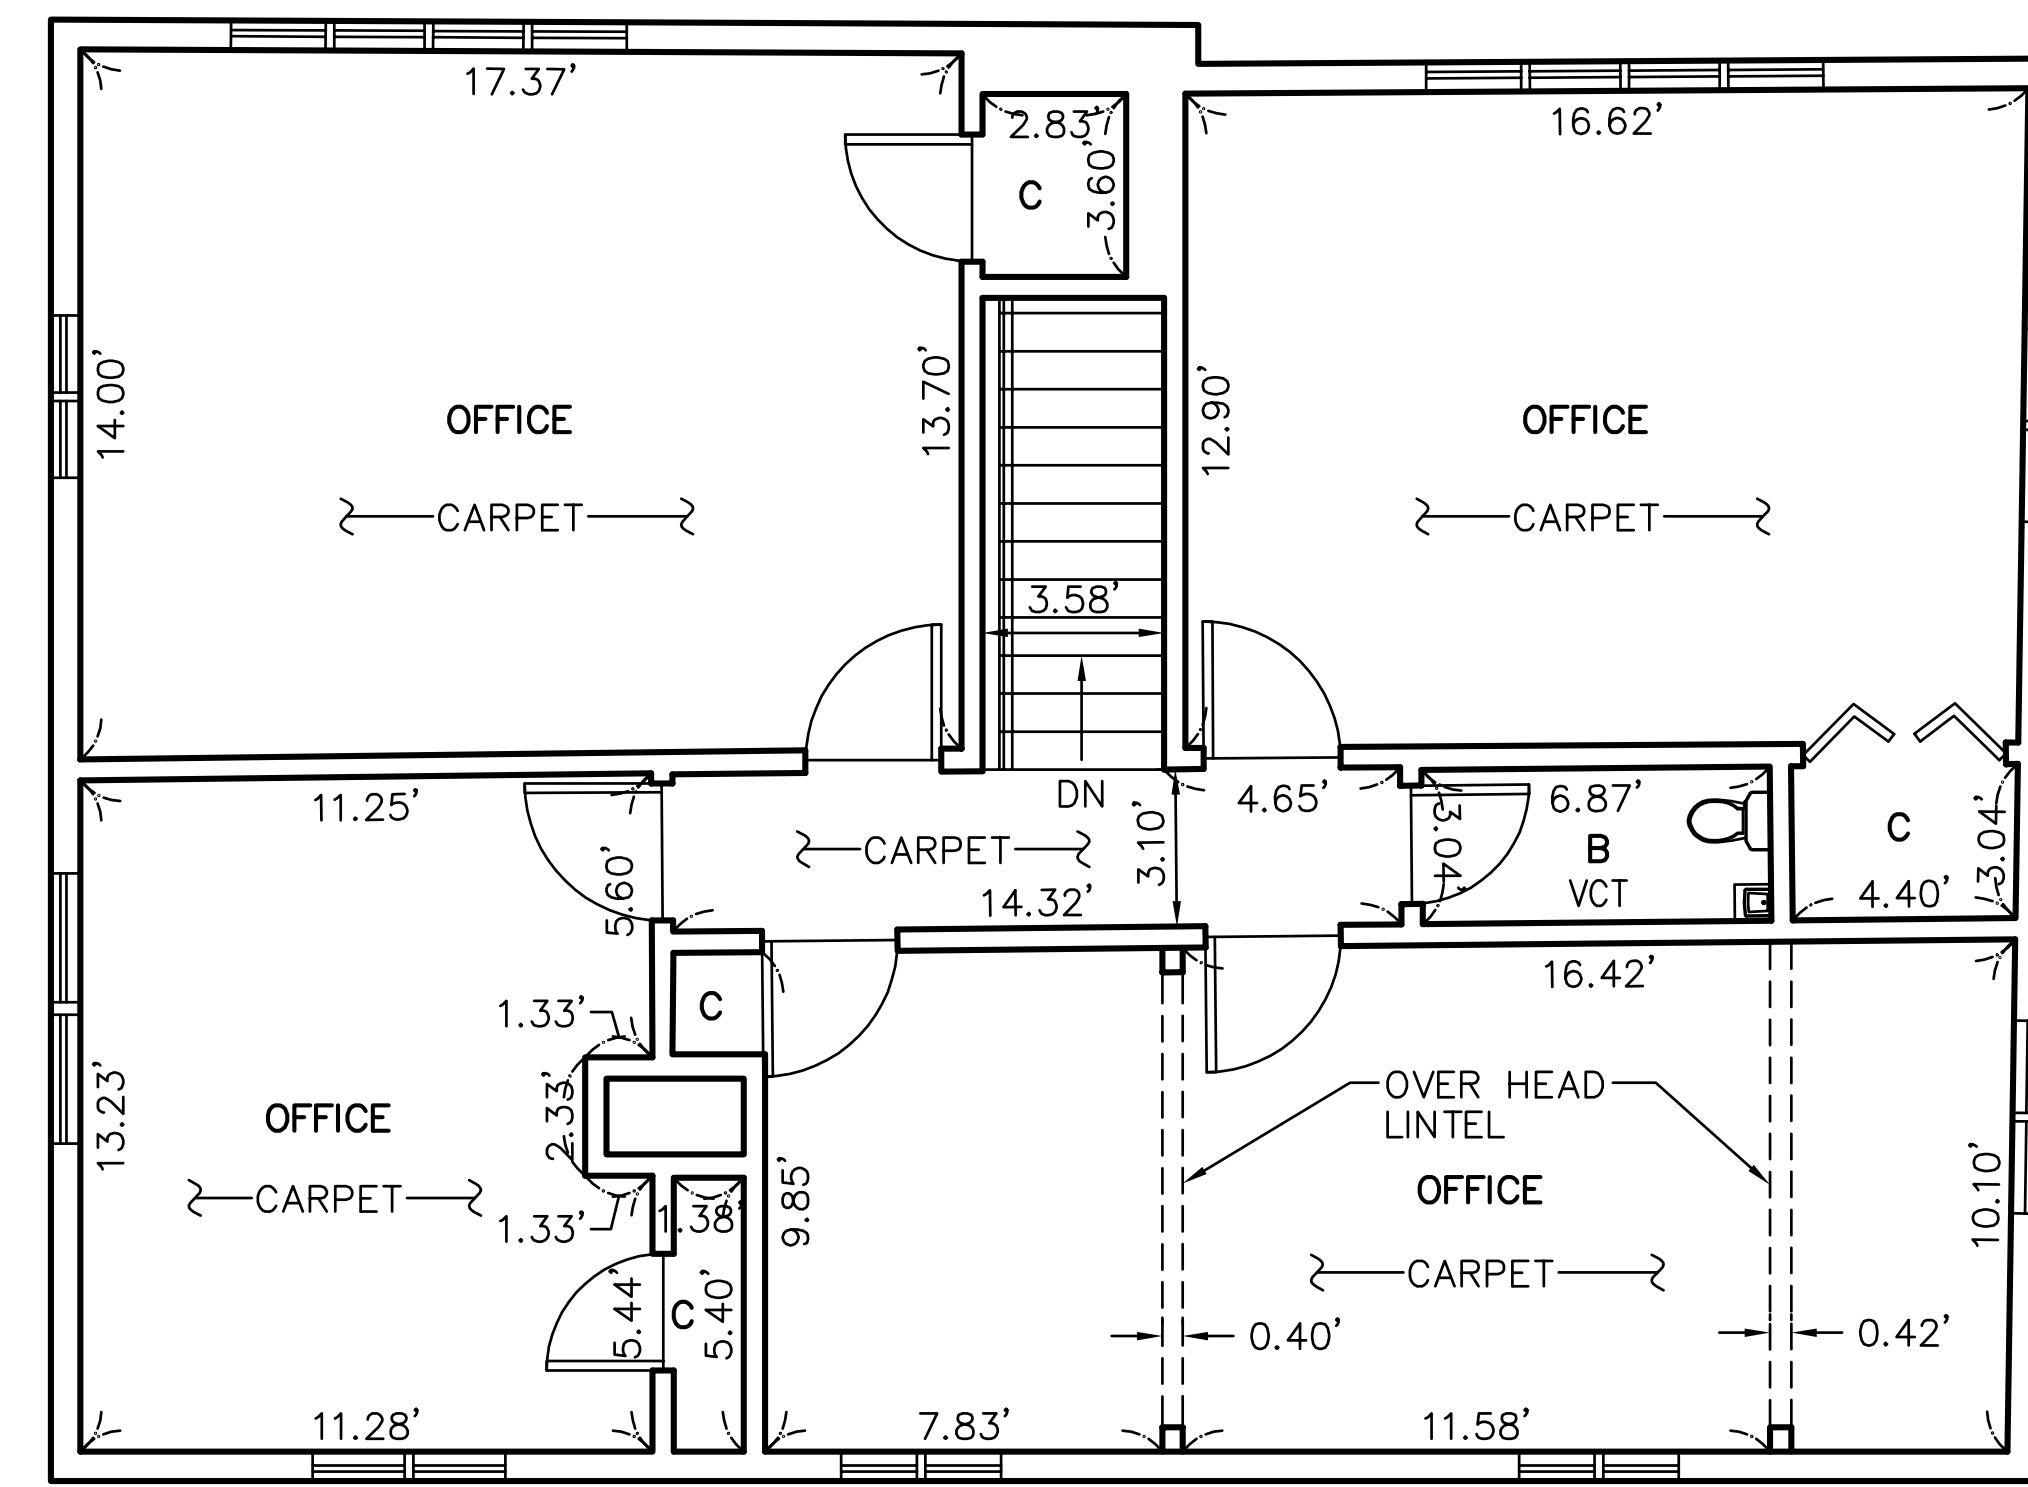 17.37'
2.83'
16.62'
3.60'
C
14.00'
13.70'
12.90'
OFFICE
OFFICE
CARPET
CARPET
3.58'
DN
11.25'
4.65'
6.87'
3.10'
3.04'
C
3.04'
CARPET
B
5.60'
14.32'
VCT
4.40'
16.42'
C
1.33'
OVER HEAD
LINTEL
13.23'
OFFICE
2.33'
CARPET
1.33'
1.38'
9.85'
OFFICE
10.10'
CARPET
5.44'
C
5.40'
0.40'
0.42'
11.28'
7.83'
11.58'